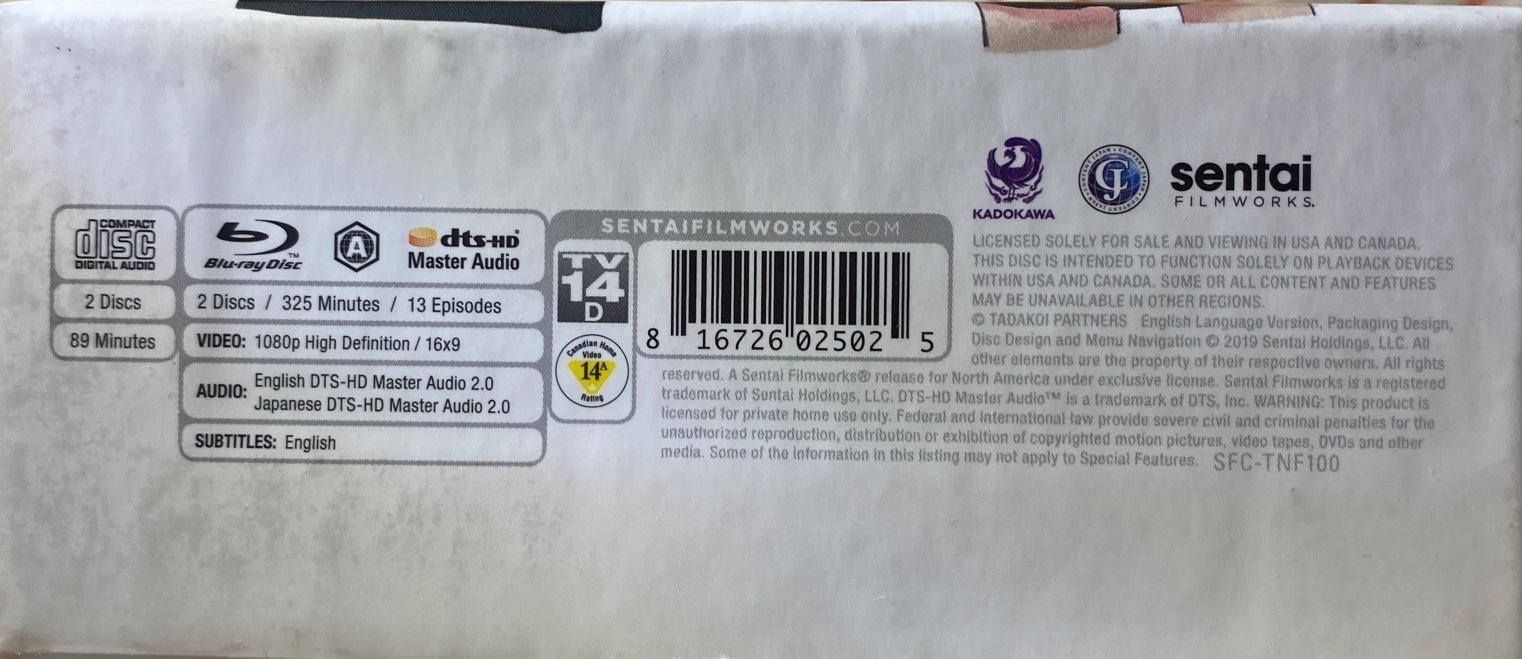 COMPACT
disc
DIGITAL AUDIO
2 Discs
89 Minutes
Blu-ray Disc™
A
dts-HD®
Master Audio
2 Discs / 325 Minutes / 13 Episodes
VIDEO: 1080p High Definition / 16x9
AUDIO: English DTS-HD Master Audio 2.0
Japanese DTS-HD Master Audio 2.0
SUBTITLES: English
SENTAIFILMWORKS.COM
TV
14
D
Canadian Home
Video
14A
Rating
8 16726 02502 5
KADOKAWA
CONTENT JAPAN • CONTENT JAPAN •
CJ
sentai
FILMWORKS.
LICENSED SOLELY FOR SALE AND VIEWING IN USA AND CANADA.
THIS DISC IS INTENDED TO FUNCTION SOLELY ON PLAYBACK DEVICES
WITHIN USA AND CANADA. SOME OR ALL CONTENT AND FEATURES
MAY BE UNAVAILABLE IN OTHER REGIONS.
© TADAKOI PARTNERS English Language Version, Packaging Design,
Disc Design and Menu Navigation © 2019 Sentai Holdings, LLC. All
other elements are the property of their respective owners. All rights
reserved. A Sentai Filmworks® release for North America under exclusive license. Sentai Filmworks is a registered
trademark of Sentai Holdings, LLC. DTS-HD Master Audio™ is a trademark of DTS, Inc. WARNING: This product is
licensed for private home use only. Federal and International law provide severe civil and criminal penalties for the
unauthorized reproduction, distribution or exhibition of copyrighted motion pictures, video tapes, DVDs and other
media. Some of the information in this listing may not apply to Special Features. SFC-TNF100